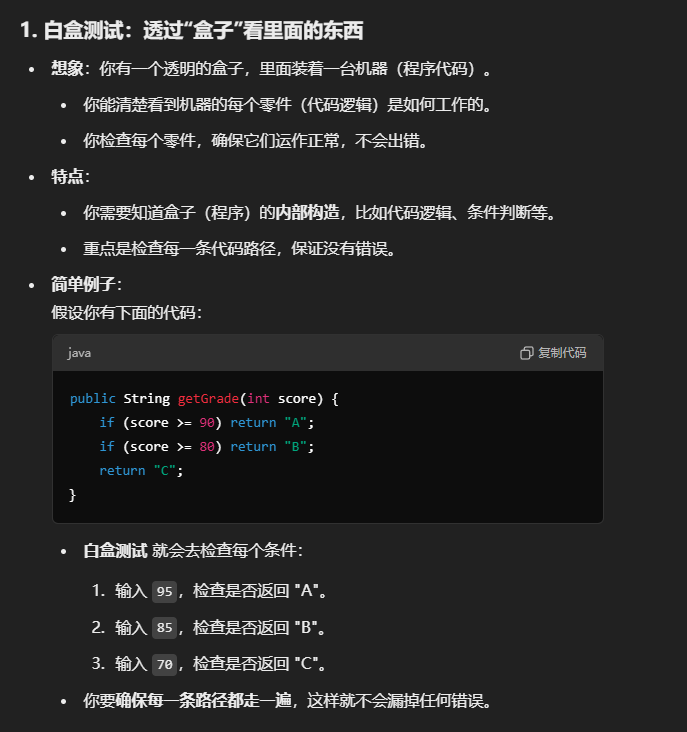 1. 白盒测试：透过“盒子”看里面的东西
• 想象：你有一个透明的盒子，里面装着一台机器（程序代码）。
• 你能清楚看到机器的每个零件（代码逻辑）是如何工作的。
• 你检查每个零件，确保它们运作正常，不会出错。
• 特点：
• 你需要知道盒子（程序）的内部构造，比如代码逻辑、条件判断等。
• 重点是检查每一条代码路径，保证没有错误。
• 简单例子：
假设你有下面的代码：
java 复制代码
public String getGrade(int score) {
    if (score >= 90) return "A";
    if (score >= 80) return "B";
    return "C";
}
• 白盒测试 就会去检查每个条件：
1. 输入 95，检查是否返回 "A"。
2. 输入 85，检查是否返回 "B"。
3. 输入 70，检查是否返回 "C"。
• 你要确保每一条路径都走一遍，这样就不会漏掉任何错误。